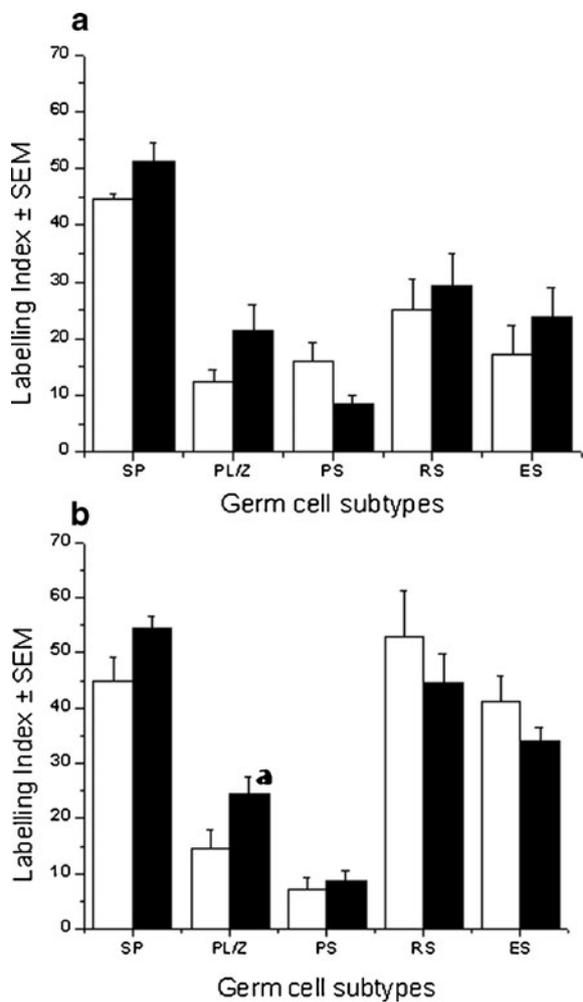 a
70
60
50
40
30
20
10
0
Labelling Index ± SEM
SP PL/Z PS RS ES
Germ cell subtypes
b
70
60
50
40
30
20
10
0
Labelling Index ± SEM
a
SP PL/Z PS RS ES
Germ cell subtypes